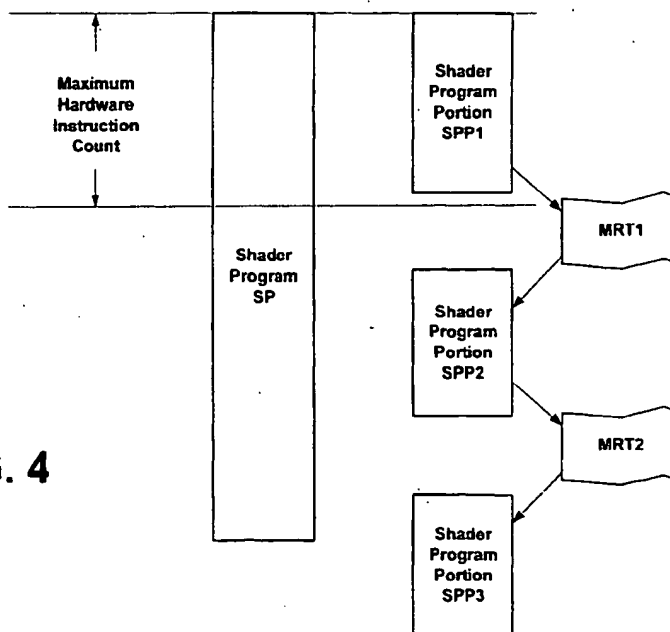 Maximum
Hardware
Instruction
Count
Shader
Program
SP
Shader
Program
Portion
SPP1
MRT1
Shader
Program
Portion
SPP2
MRT2
Shader
Program
Portion
SPP3
. 4